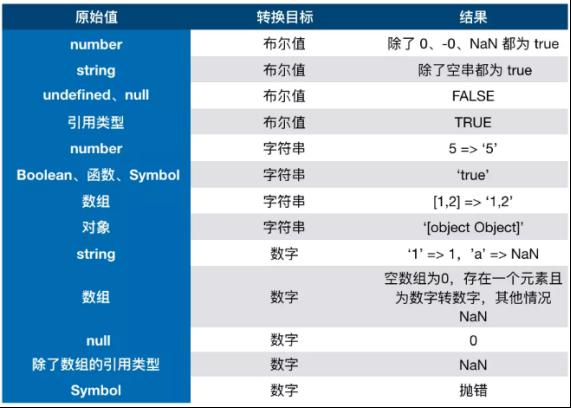 原始值 转换目标 结果
number 布尔值 除了 0、-0、NaN 都为 true
string 布尔值 除了空串都为 true
undefined、null 布尔值 FALSE
引用类型 布尔值 TRUE
number 字符串 5 => ‘5’
Boolean、函数、Symbol 字符串 ‘true’
数组 字符串 [1,2] => ‘1,2’
对象 字符串 ‘[object Object]’
string 数字 ‘1’ => 1，’a’ => NaN
数组 数字 空数组为0，存在一个元素且
为数字转数字，其他情况
NaN
null 数字 0
除了数组的引用类型 数字 NaN
Symbol 数字 抛错